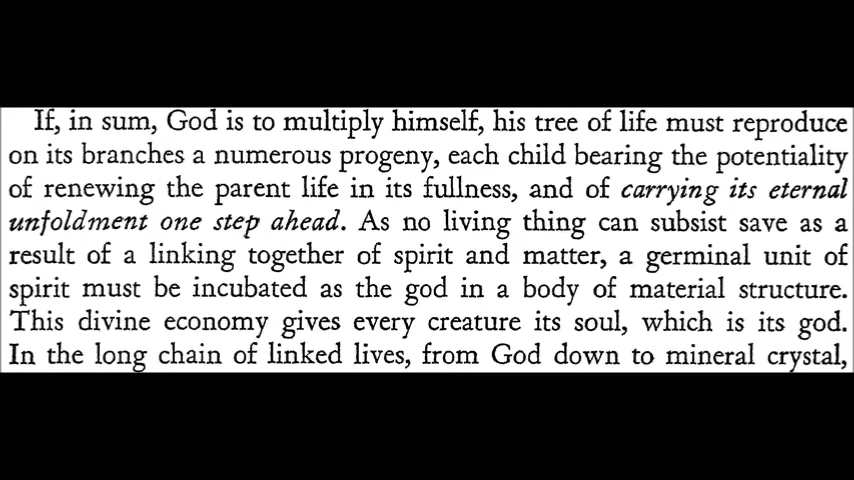 If, in sum, God is to multiply himself, his tree of life must reproduce
on its branches a numerous progeny, each child bearing the potentiality
of renewing the parent life in its fullness, and of carrying its eternal
unfoldment one step ahead. As no living thing can subsist save as a
result of a linking together of spirit and matter, a germinal unit of
spirit must be incubated as the god in a body of material structure.
This divine economy gives every creature its soul, which is its god.
In the long chain of linked lives, from God down to mineral crystal,